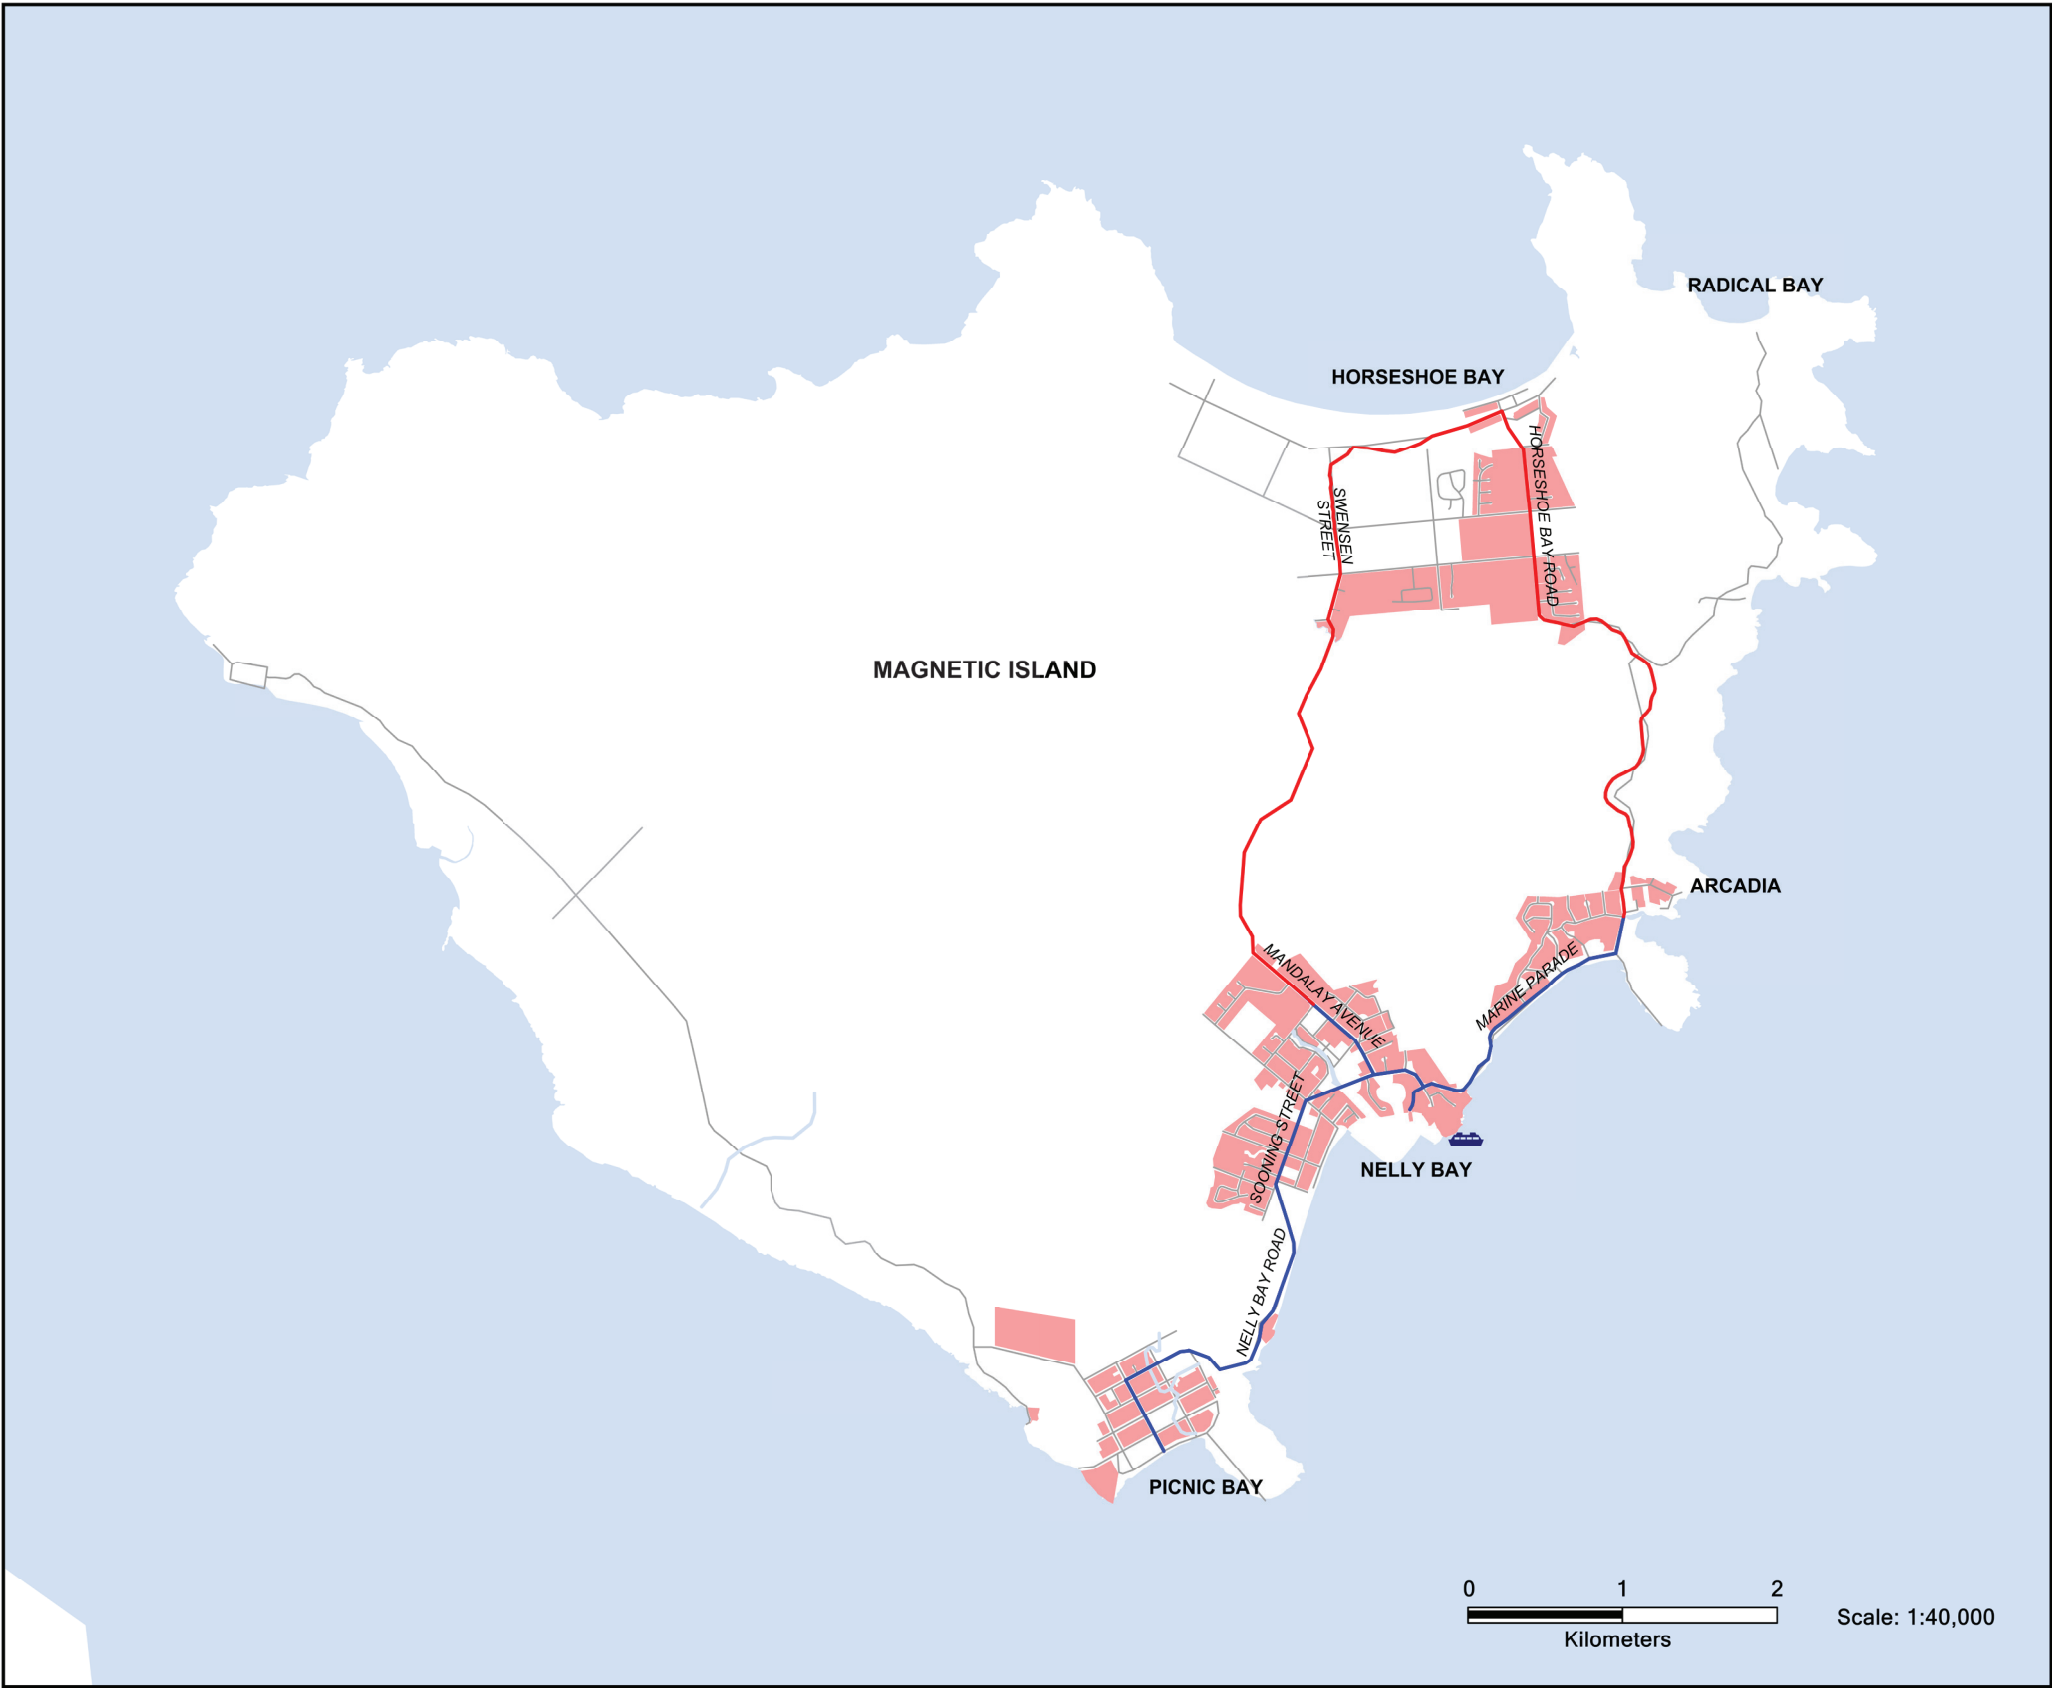 RADICAL BAY
HORSESHOE BAY
HORSESHOE BAY ROAD
SWENSEN
STREET
MAGNETIC ISLAND
ARCADIA
MANDALAY AVENUE
MARINE PARADE
SOONING STREET
NELLY BAY
NELLY BAY ROAD
PICNIC BAY
0 1 2
Kilometers
Scale: 1:40,000